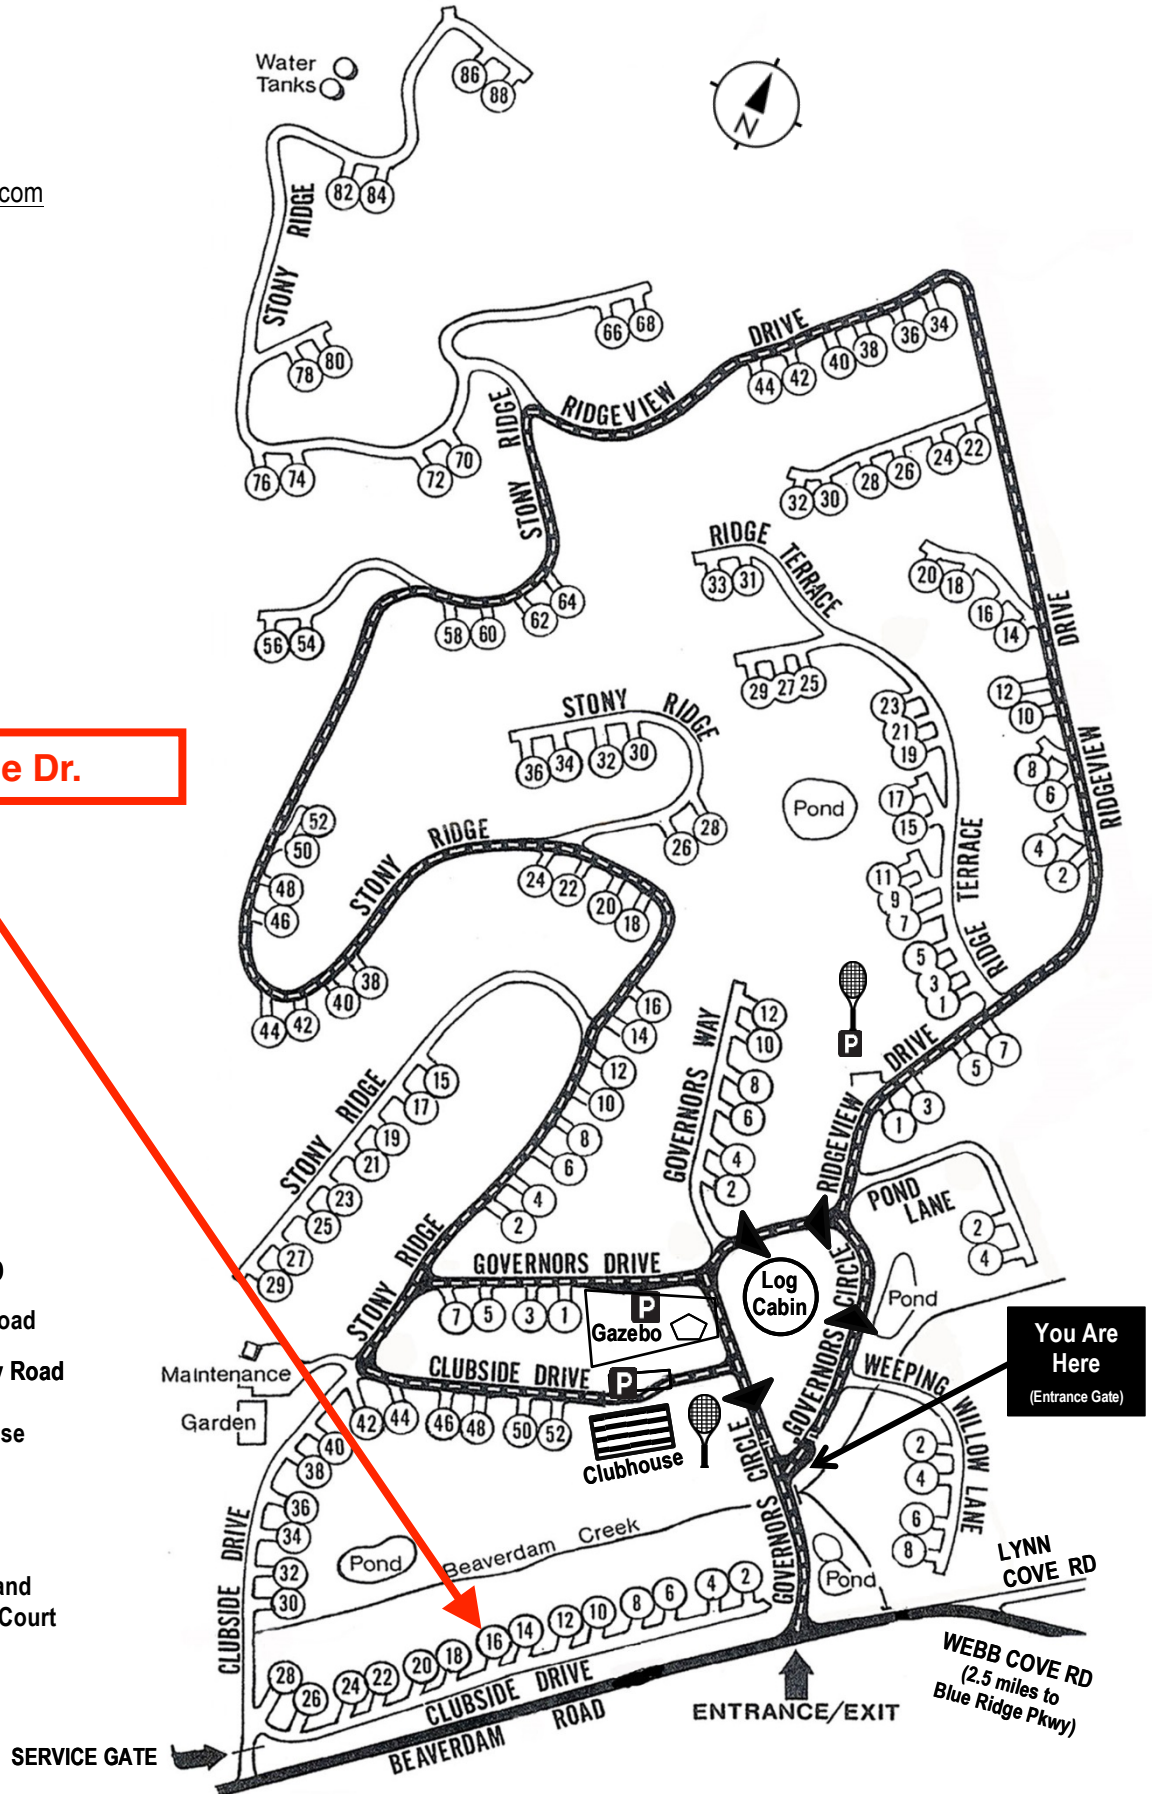 Water
Tanks
86
88
N
82
84
com
STONY RIDGE
66
68
DRIVE
34
36
38
40
42
44
78
80
RIDGEVIEW
RIDGE
STONY
70
72
74
76
22
24
26
28
30
32
RIDGE TERRACE
33
31
20
18
16
14
DRIVE
64
62
60
58
56
54
29
27
25
12
10
STONY RIDGE
36
34
32
30
23
21
19
8
6
RIDGEVIEW
e Dr.
Pond
17
15
52
50
28
26
4
2
STONY RIDGE
24
22
20
18
48
46
11
9
7
RIDGE TERRACE
5
3
1
38
40
42
44
16
14
12
10
8
6
4
2
GOVERNORS WAY
12
10
8
6
4
2
P
RIDGEVIEW DRIVE
7
5
3
1
STONY RIDGE
15
17
19
21
23
25
27
29
POND
LANE
2
4
STONY RIDGE
GOVERNORS DRIVE
7
5
3
1
P
Gazebo
Log
Cabin
GOVERNORS CIRCLE
Pond
You Are
Here
(Entrance Gate)
oad
Road
se
and
Court
Maintenance
Garden
CLUBSIDE DRIVE
P
42
44
46
48
50
52
Clubhouse
WEEPING WILLOW LANE
2
4
6
8
GOVERNORS CIRCLE
40
38
36
34
32
30
CLUBSIDE DRIVE
Pond
Beaverdam Creek
Pond
LYNN
COVE RD
28
26
24
22
20
18
16
14
12
10
8
6
4
2
CLUBSIDE DRIVE
BEAVERDAM ROAD
ENTRANCE/EXIT
WEBB COVE RD
(2.5 miles to
Blue Ridge Pkwy)
SERVICE GATE